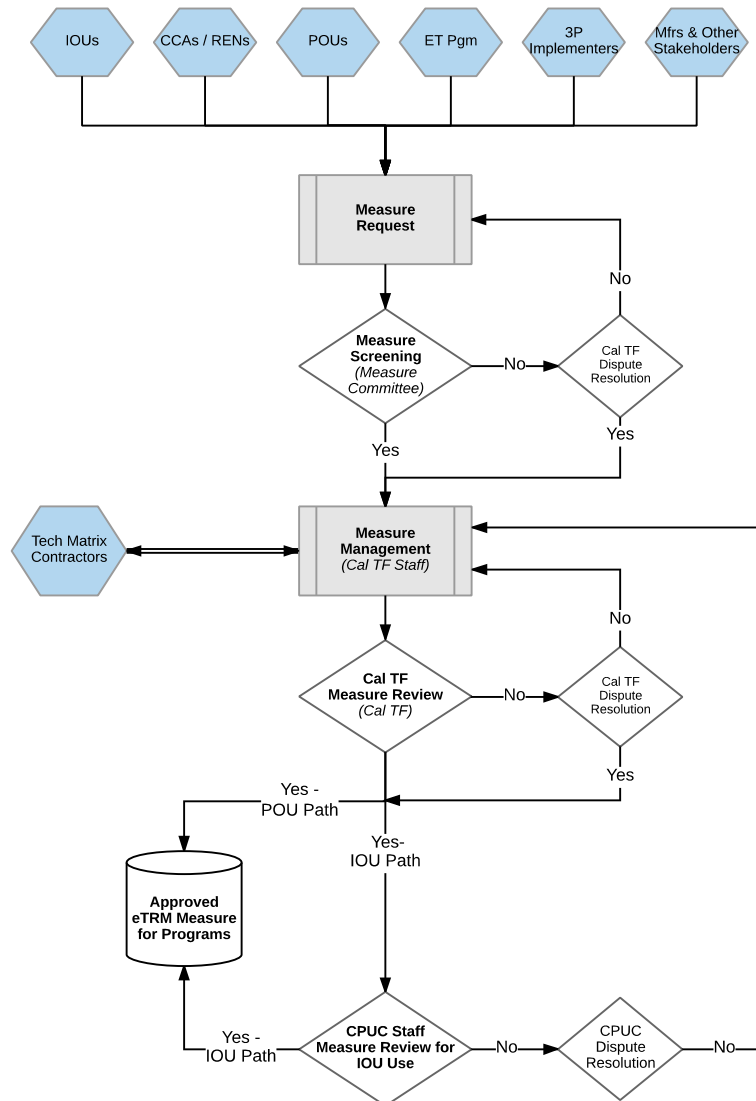 IOUs
CCAs / RENs
POUs
ET Pgm
3P
Implementers
Mfrs & Other
Stakeholders
Measure
Request
No
Measure
Screening
(Measure
Committee)
No
Cal TF
Dispute
Resolution
Yes
Yes
Tech Matrix
Contractors
Measure
Management
(Cal TF Staff)
No
Cal TF
Measure Review
(Cal TF)
No
Cal TF
Dispute
Resolution
Yes
Yes -
POU Path
Yes-
IOU Path
Approved
eTRM Measure
for Programs
Yes -
IOU Path
CPUC Staff
Measure Review for
IOU Use
No
CPUC
Dispute
Resolution
No